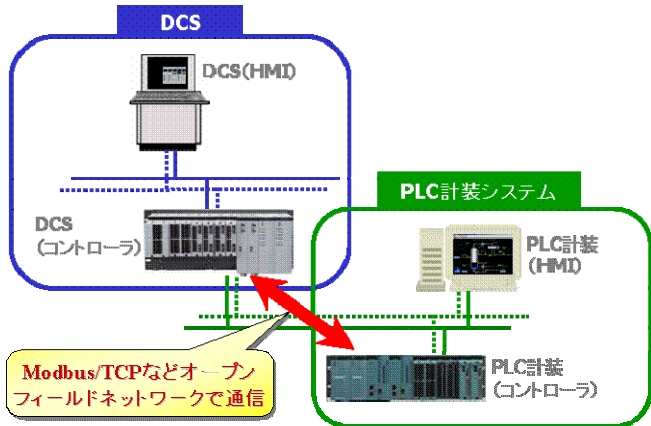 DCS
DCS(HMI)
DCS
(コントローラ)
PLC計装システム
PLC計装
(HMI)
PLC計装
(コントローラ)
Modbus/TCPなどオープン
フィールドネットワークで通信